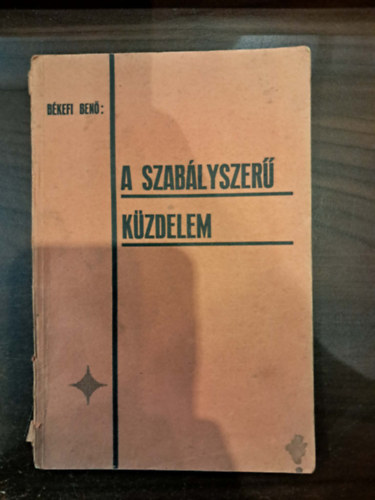 BÉKEFI BENŐ:
A SZABÁLYSZERŰ
KÜZDELEM